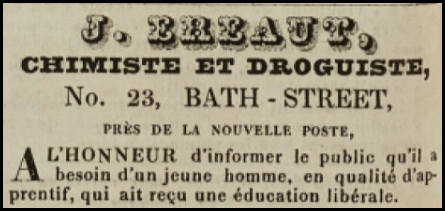 J. EREAUT,
CHIMISTE ET DROGUISTE,
No. 23, BATH - STREET,
PRÈS DE LA NOUVELLE POSTE,
A L'HONNEUR d'informer le public qu'il a
besoin d'un jeune homme, en qualité d'ap-
prentif, qui ait reçu une éducation libérale.